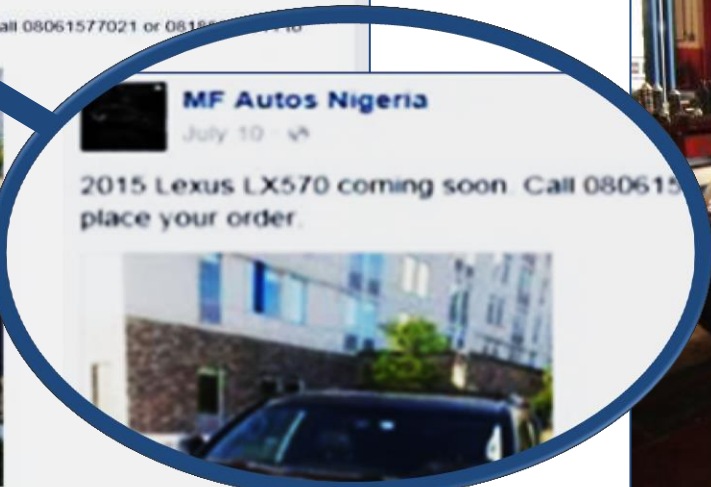 all 08061577021 or
MF Autos Nigeria
July 10
2015 Lexus LX570 coming soon. Call 080615
place your order.